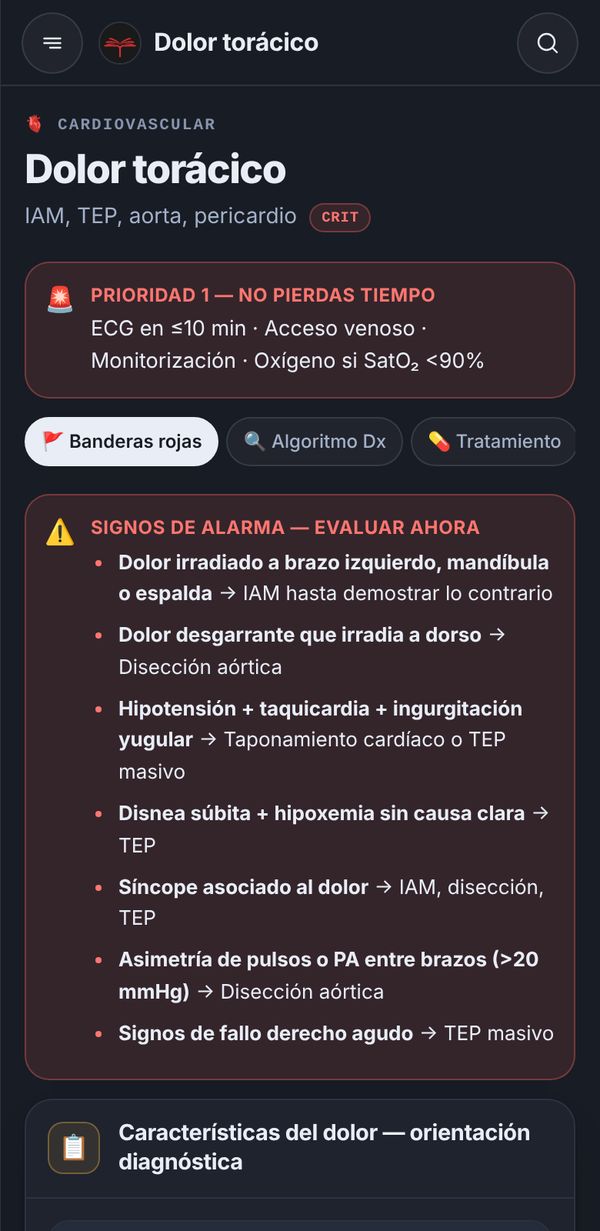 Dolor torácico
CARDIOVASCULAR
Dolor torácico
IAM, TEP, aorta, pericardio CRIT
PRIORIDAD 1 — NO PIERDAS TIEMPO
ECG en ≤10 min · Acceso venoso ·
Monitorización · Oxígeno si SatO₂ <90%
Banderas rojas Algoritmo Dx Tratamiento
SIGNOS DE ALARMA — EVALUAR AHORA
• Dolor irradiado a brazo izquierdo, mandíbula
o espalda → IAM hasta demostrar lo contrario
• Dolor desgarrante que irradia a dorso →
Disección aórtica
• Hipotensión + taquicardia + ingurgitación
yugular → Taponamiento cardíaco o TEP
masivo
• Disnea súbita + hipoxemia sin causa clara →
TEP
• Síncope asociado al dolor → IAM, disección,
TEP
• Asimetría de pulsos o PA entre brazos (>20
mmHg) → Disección aórtica
• Signos de fallo derecho agudo → TEP masivo
Características del dolor — orientación
diagnóstica